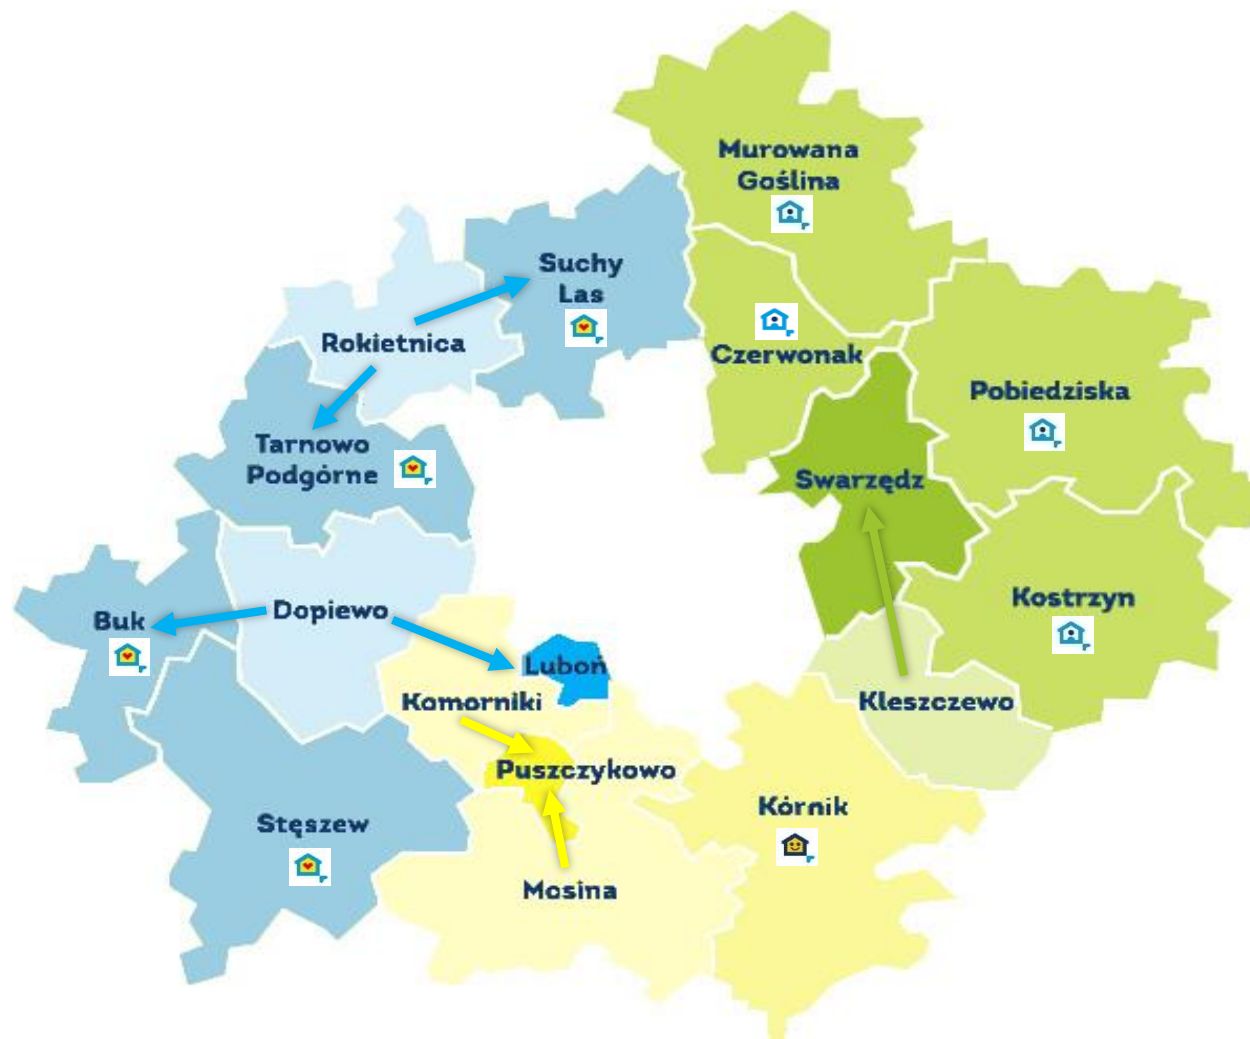 Murowana
Goślina
Suchy
Las
Rokietnica
Czerwonak
Pobiedziska
Tarnowo
Podgórne
Swarzędz
Buk
Dopiewo
Kostrzyn
Luboń
Komorniki
Kleszczewo
Puszczykowo
Kórnik
Stęszew
Mosina